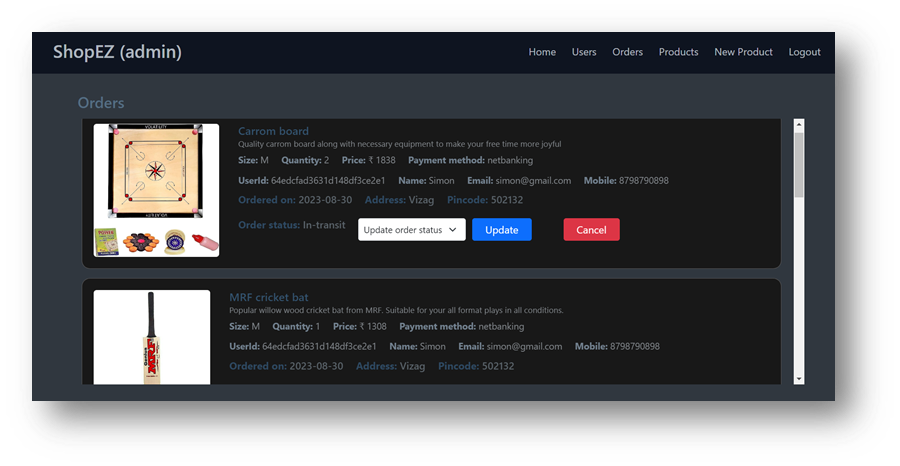 ShopEZ (admin)
Home Users Orders Products New Product Logout
Orders
Carrom board
Quality carrom board along with necessary equipment to make your free time more joyful
Size: M Quantity: 2 Price: ₹ 1838 Payment method: netbanking
UserId: 64edcfad3631d148df3ce2e1 Name: Simon Email: simon@gmail.com Mobile: 8798790898
Ordered on: 2023-08-30 Address: Vizag Pincode: 502132
Order status: In-transit Update order status Update Cancel
MRF cricket bat
Popular willow wood cricket bat from MRF. Suitable for your all format plays in all conditions.
Size: M Quantity: 1 Price: ₹ 1308 Payment method: netbanking
UserId: 64edcfad3631d148df3ce2e1 Name: Simon Email: simon@gmail.com Mobile: 8798790898
Ordered on: 2023-08-30 Address: Vizag Pincode: 502132
MRF